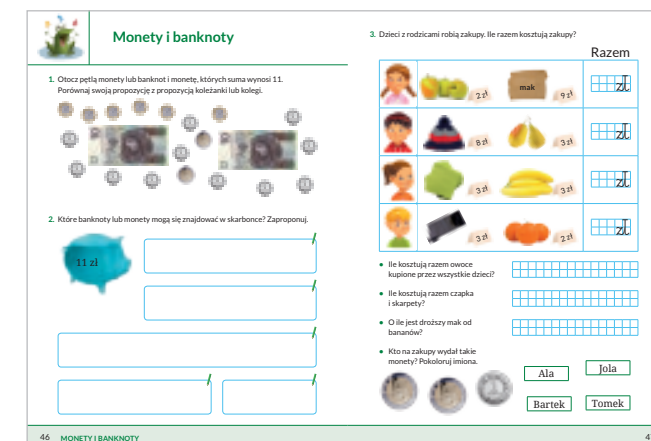 Monety i banknoty
1. Otocz pętlą monety lub banknot i monetę, których suma wynosi 11.
Porównaj swoją propozycję z propozycją koleżanki lub kolegi.
2. Które banknoty lub monety mogą się znajdować w skarbonce? Zaproponuj.
11 zł
46 MONETY I BANKNOTY
3. Dzieci z rodzicami robią zakupy. Ile razem kosztują zakupy?
Razem
2 zł
mak
9 zł
zł
8 zł
3 zł
zł
3 zł
3 zł
zł
3 zł
2 zł
zł
• Ile kosztują razem owoce
kupione przez wszystkie dzieci?
• Ile kosztują razem czapka
i skarpety?
• O ile jest droższy mak od
bananów?
• Kto na zakupy wydał takie
monety? Pokoloruj imiona.
Ala
Jola
Bartek
Tomek